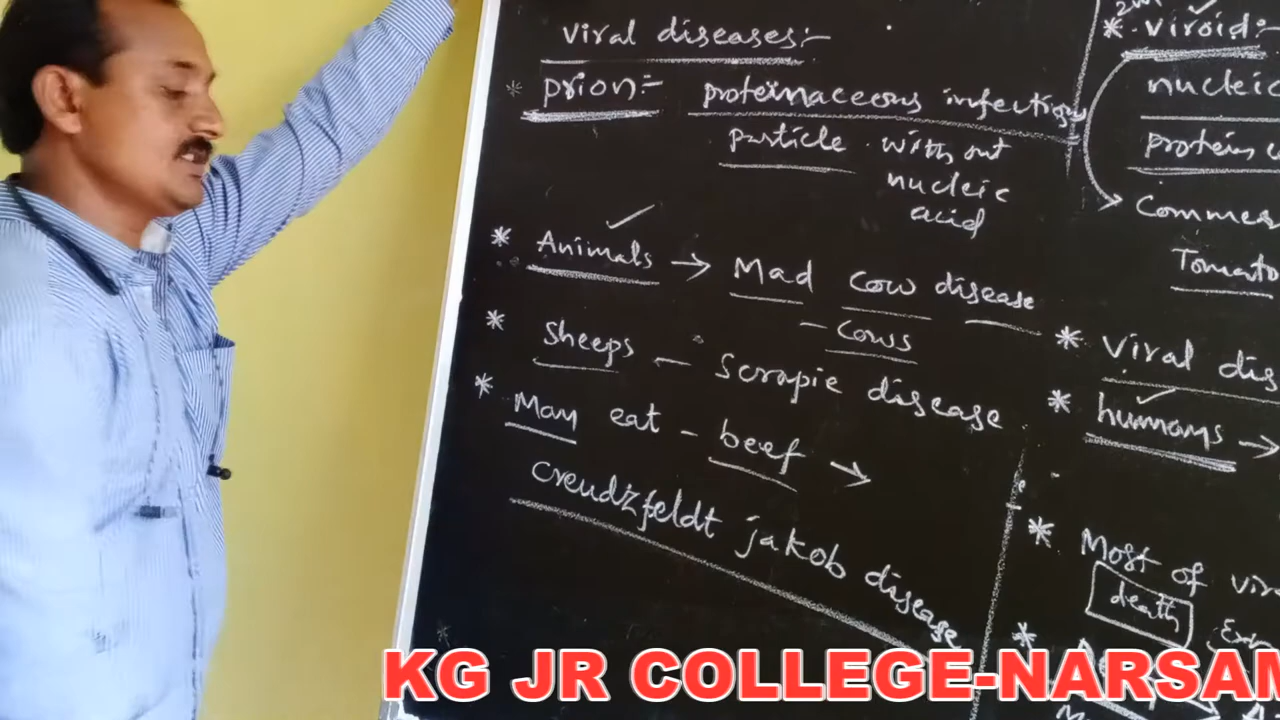 viral diseases:-
* prion:- proteinaceous infectious
particle without
nucleic
acid
* Animals → Mad cow disease
- cows
* sheeps - scrapie disease
* Man eat - beef →
creudzfeldt jakob disease
* viroid:-
nucleic
protein
Commer
Tomato
* Viral dis
* humans →
* Most of vir
death
*
KG JR COLLEGE-NARSAM